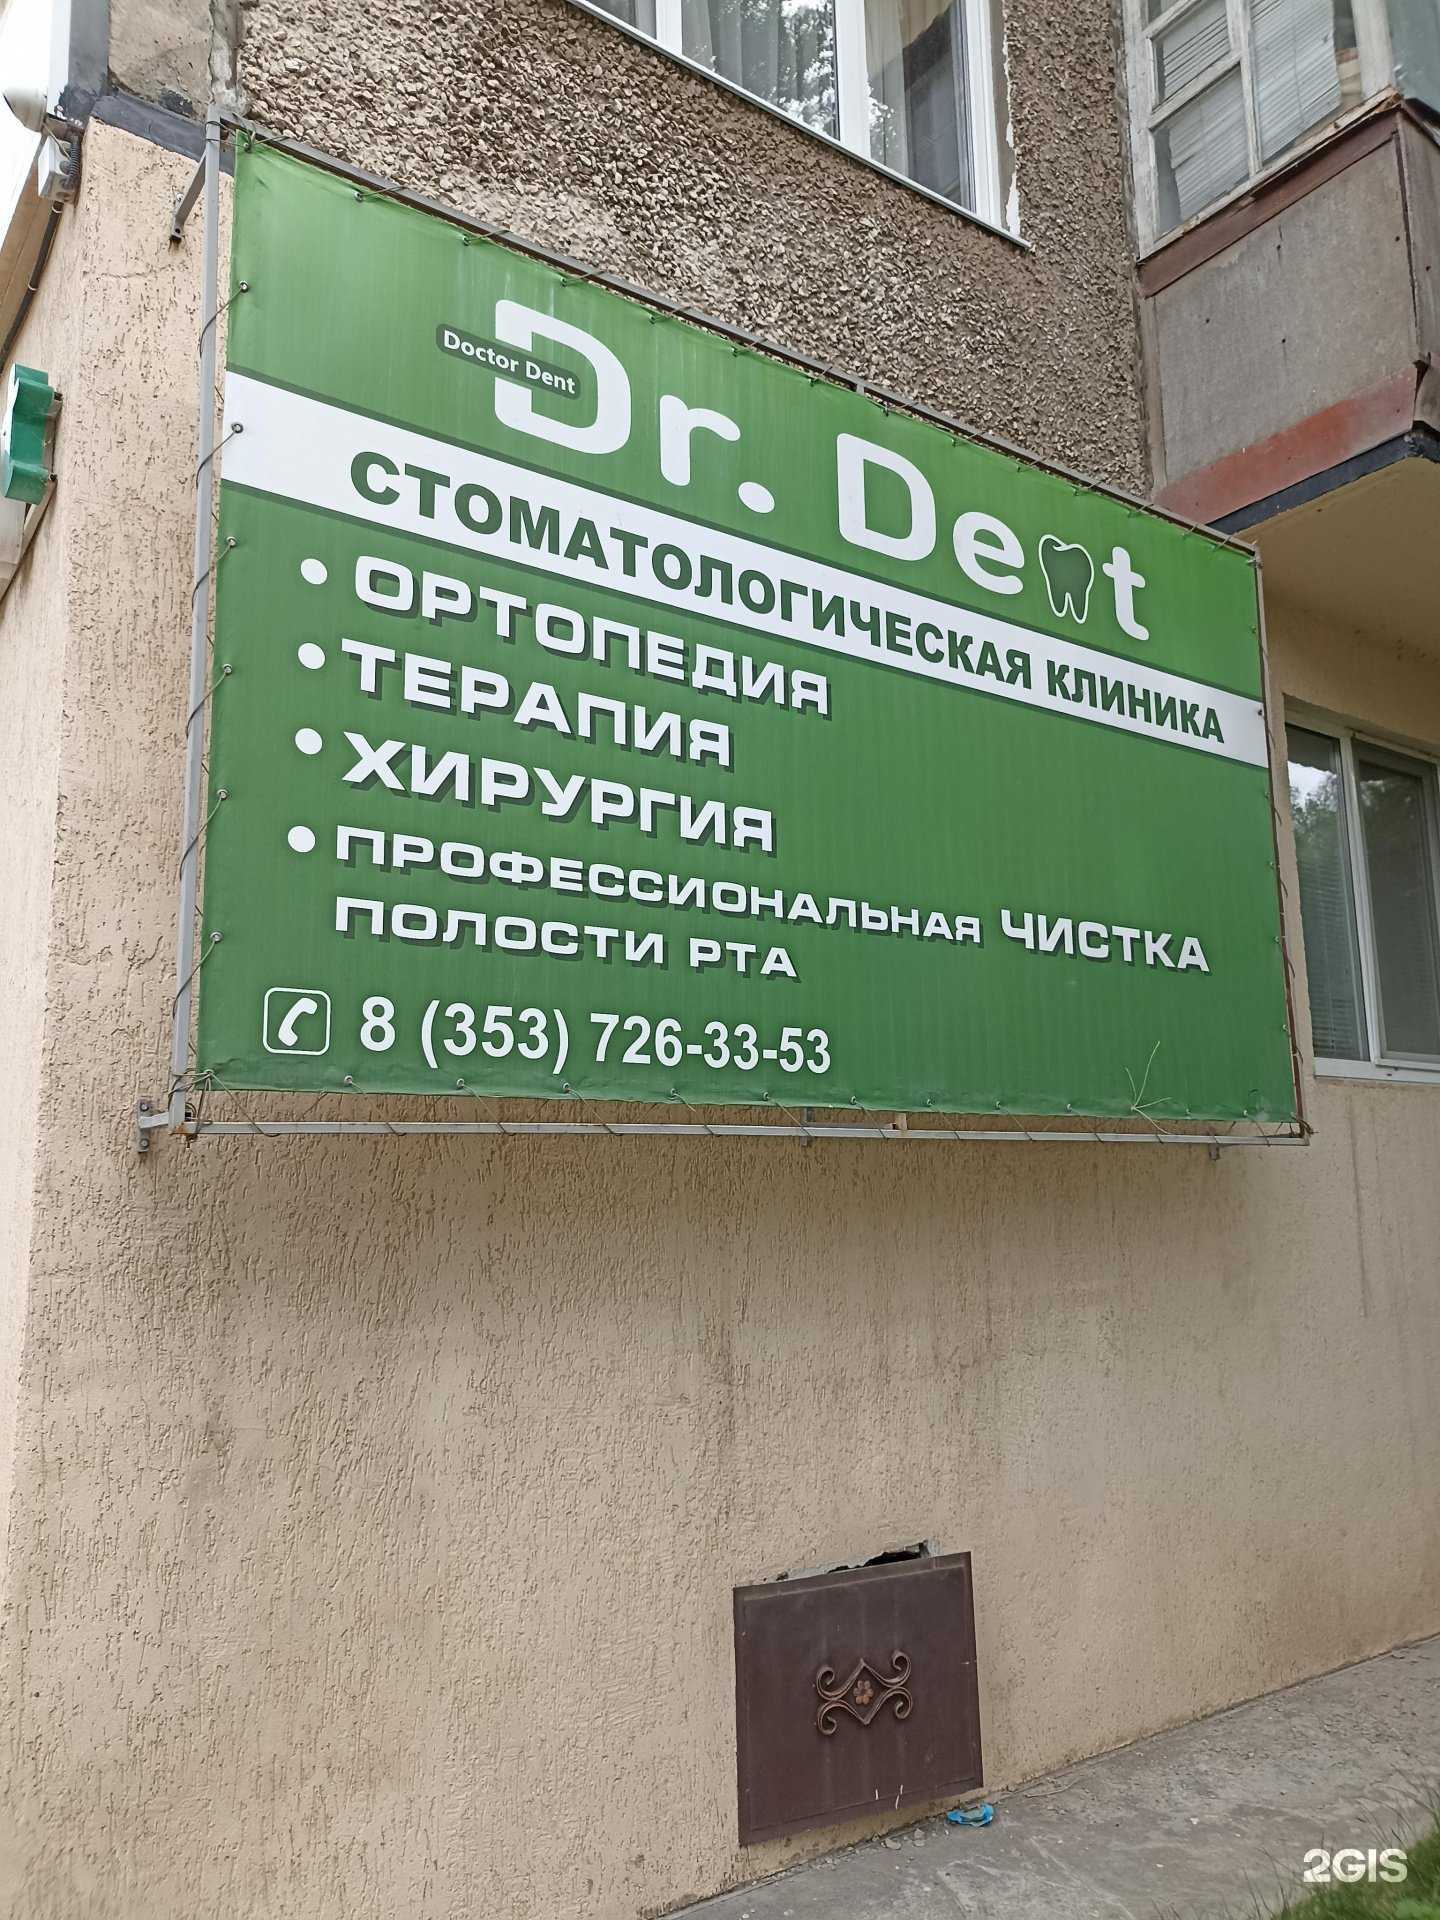 Doctor Dent
Dr. Dent
СТОМАТОЛОГИЧЕСКАЯ КЛИНИКА
• ОРТОПЕДИЯ
• ТЕРАПИЯ
• ХИРУРГИЯ
• ПРОФЕССИОНАЛЬНАЯ ЧИСТКА
ПОЛОСТИ РТА
8 (353) 726-33-53
2GIS